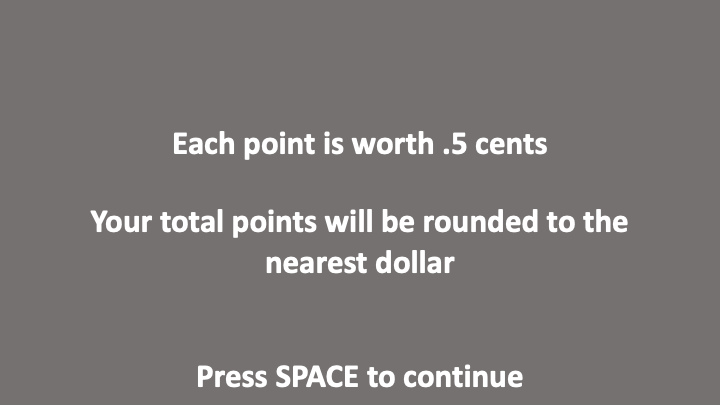 Each point is worth .5 cents
Your total points will be rounded to the
nearest dollar
Press SPACE to continue